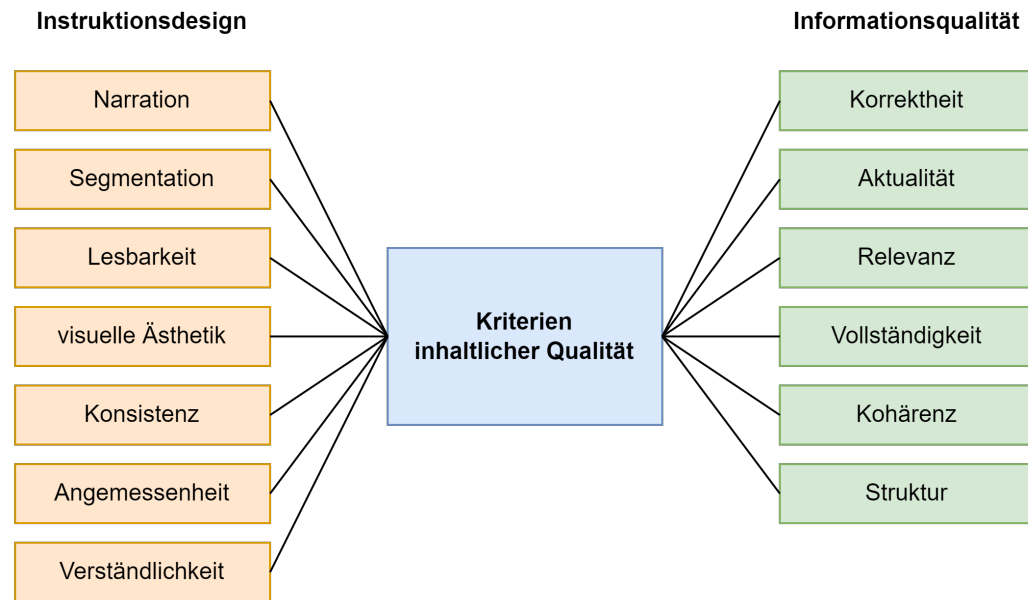 Instruktionsdesign
Narration
Segmentation
Lesbarkeit
visuelle Ästhetik
Konsistenz
Angemessenheit
Verständlichkeit
Kriterien
inhaltlicher Qualität
Informationsqualität
Korrektheit
Aktualität
Relevanz
Vollständigkeit
Kohärenz
Struktur